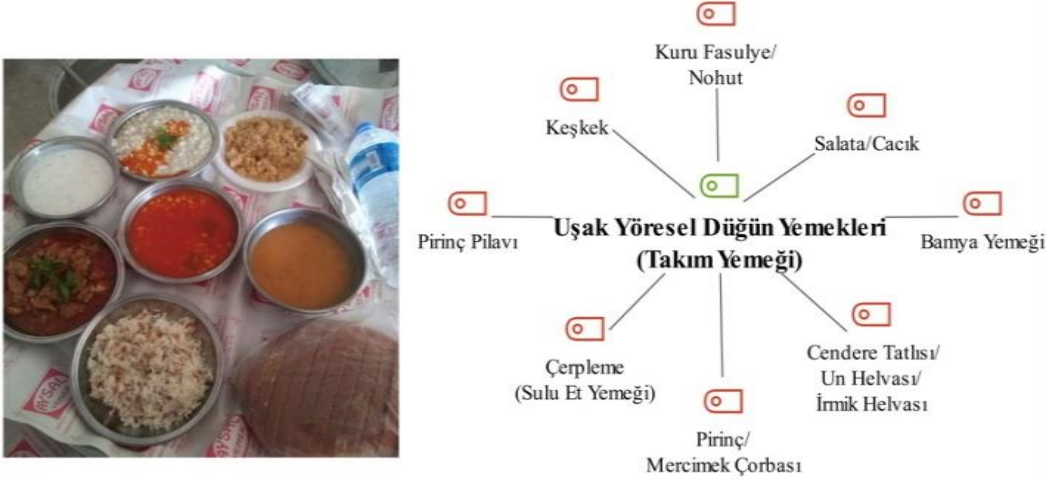 Kuru Fasulye/
Nohut
Keşkek
Salata/Cacık
Pirinç Pilavı
Uşak Yöresel Düğün Yemekleri
(Takım Yemeği)
Bamya Yemeği
Çerpleme
(Sulu Et Yemeği)
Cendere Tatlısı/
Un Helvası/
İrmik Helvası
Pirinç/
Mercimek Çorbası
AYSAL